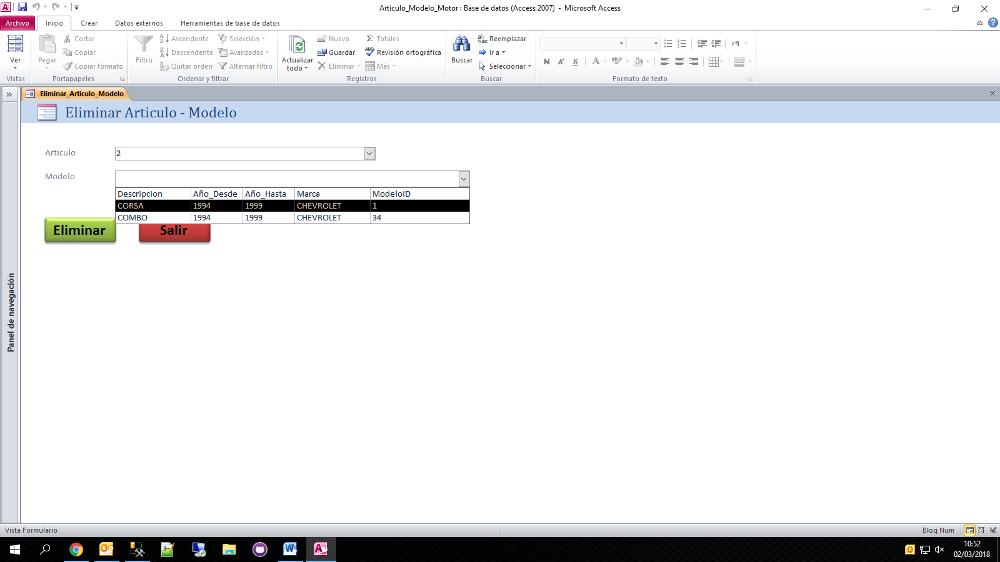 Articulo_Modelo_Motor : Base de datos (Access 2007) - Microsoft Access
Archivo Inicio Crear Datos externos Herramientas de base de datos
Ver
Vistas
Pegar
Cortar
Copiar
Copiar formato
Portapapeles
Filtro
Ascendente
Descendente
Quitar orden
Selección
Avanzadas
Alternar filtro
Ordenar y filtrar
Actualizar
todo
Nuevo
Guardar
Eliminar
Totales
Revisión ortográfica
Más
Registros
Buscar
Reemplazar
Ir a
Seleccionar
Buscar
N K S
A
ab
Formato de texto
Eliminar_Articulo_Modelo
Eliminar Articulo - Modelo
Articulo 2
Modelo
Descripcion Año_Desde Año_Hasta Marca ModeloID
CORSA 1994 1999 CHEVROLET 1
COMBO 1994 1999 CHEVROLET 34
Eliminar Salir
Panel de navegación
Vista Formulario
Bloq Num
10:52
02/03/2018